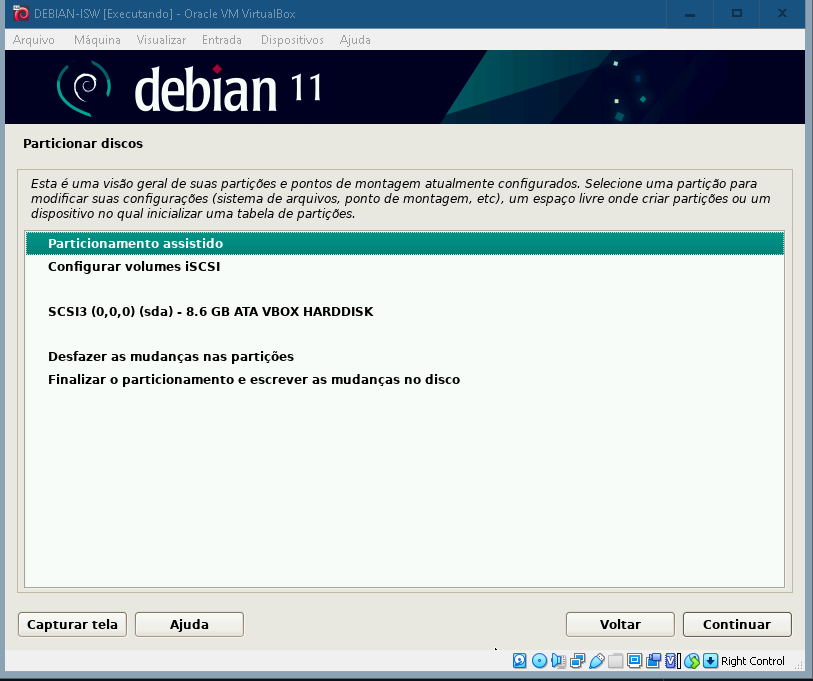 DEBIAN-ISW [Executando] - Oracle VM VirtualBox
Arquivo Máquina Visualizar Entrada Dispositivos Ajuda
debian 11
Particionar discos
Esta é uma visão geral de suas partições e pontos de montagem atualmente configurados. Selecione uma partição para
modificar suas configurações (sistema de arquivos, ponto de montagem, etc), um espaço livre onde criar partições ou um
dispositivo no qual inicializar uma tabela de partições.
Particionamento assistido
Configurar volumes iSCSI
SCSI3 (0,0,0) (sda) - 8.6 GB ATA VBOX HARDDISK
Desfazer as mudanças nas partições
Finalizar o particionamento e escrever as mudanças no disco
Capturar tela Ajuda Voltar Continuar
Right Control